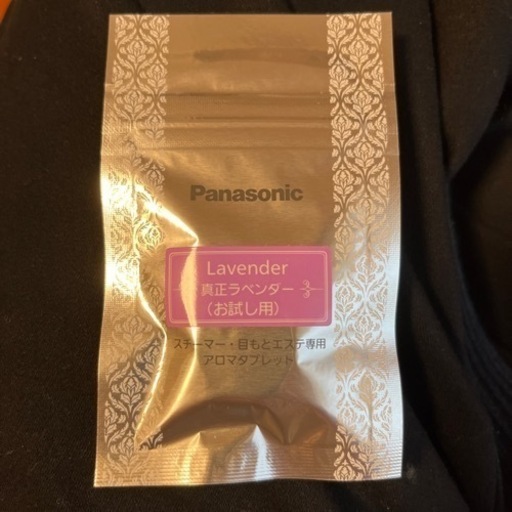 Panasonic
Lavender
真正ラベンダー
（お試し用）
スチーマー・目もとエステ専用
アロマタブレット